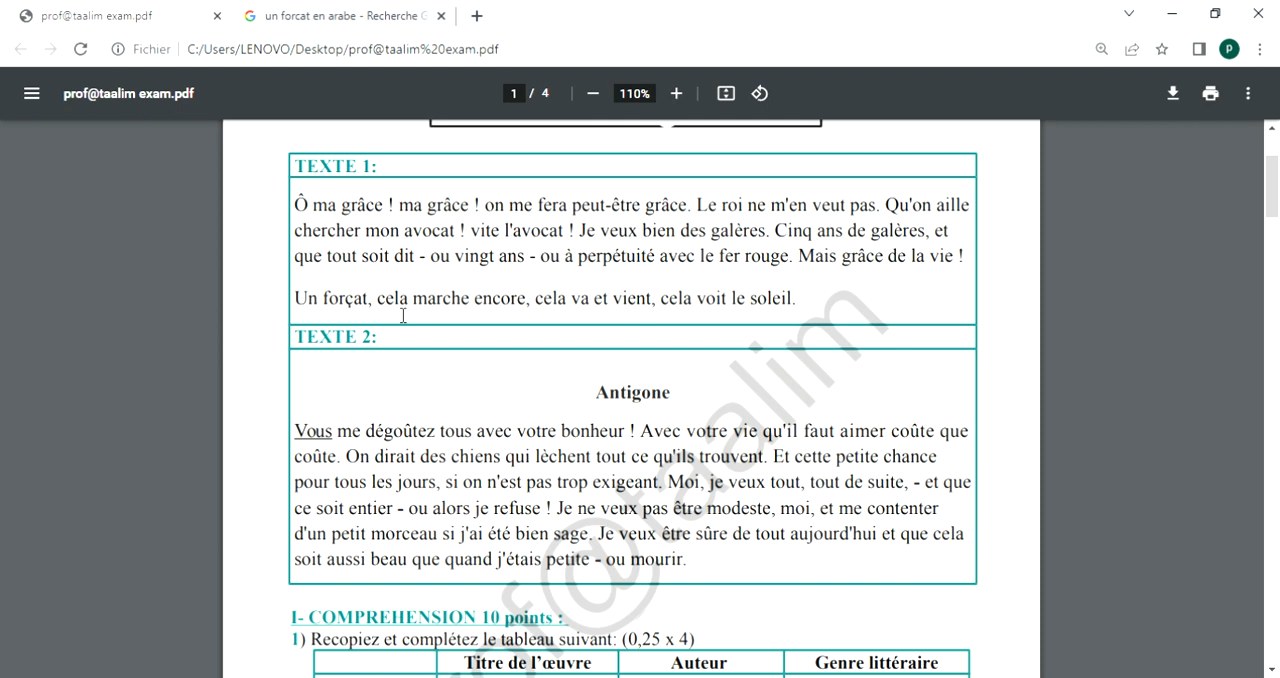 prof@taalim exam.pdf
un forcat en arabe - Recherche G
Fichier
C:/Users/LENOVO/Desktop/prof@taalim%20exam.pdf
P
prof@taalim exam.pdf
1 / 4
110%
TEXTE 1:
Ô ma grâce ! ma grâce ! on me fera peut-être grâce. Le roi ne m'en veut pas. Qu'on aille
chercher mon avocat ! vite l'avocat ! Je veux bien des galères. Cinq ans de galères, et
que tout soit dit - ou vingt ans - ou à perpétuité avec le fer rouge. Mais grâce de la vie !
Un forçat, cela marche encore, cela va et vient, cela voit le soleil.
TEXTE 2:
Antigone
Vous me dégoûtez tous avec votre bonheur ! Avec votre vie qu'il faut aimer coûte que
coûte. On dirait des chiens qui lèchent tout ce qu'ils trouvent. Et cette petite chance
pour tous les jours, si on n'est pas trop exigeant. Moi, je veux tout, tout de suite, - et que
ce soit entier - ou alors je refuse ! Je ne veux pas être modeste, moi, et me contenter
d'un petit morceau si j'ai été bien sage. Je veux être sûre de tout aujourd'hui et que cela
soit aussi beau que quand j'étais petite - ou mourir.
prof@taalim
I- COMPREHENSION 10 points :
1) Recopiez et complétez le tableau suivant: (0,25 x 4)
Titre de l'œuvre
Auteur
Genre littéraire